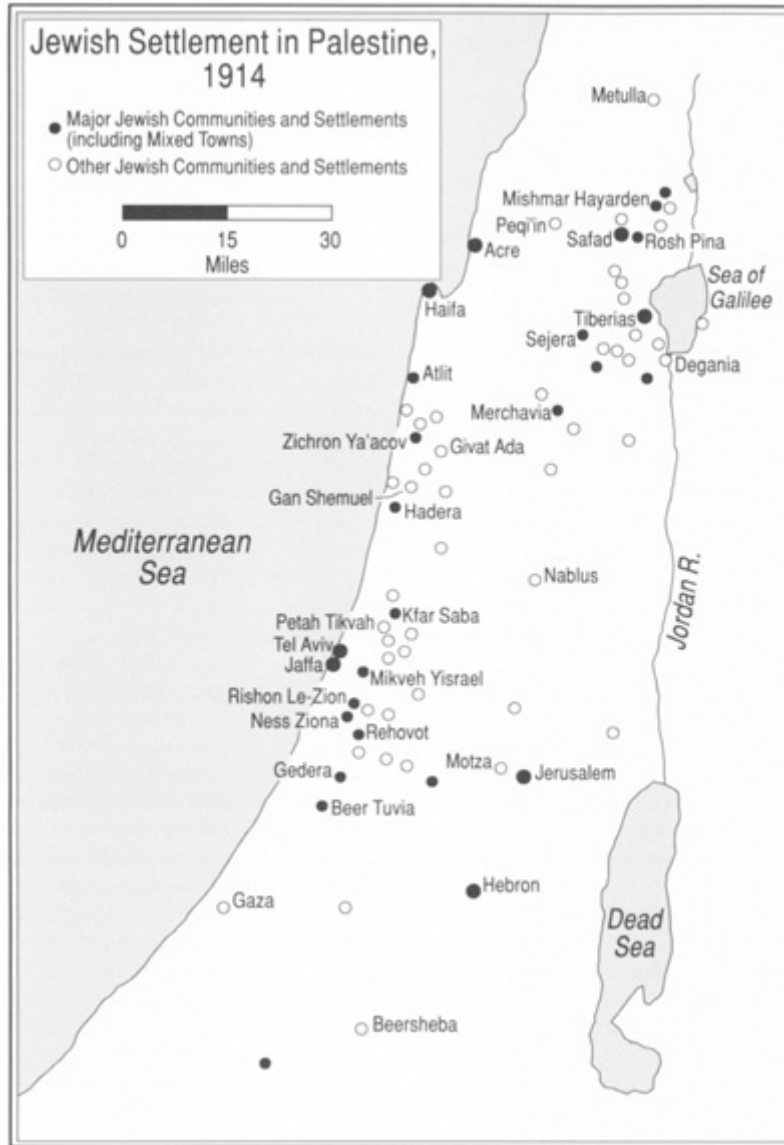 Jewish Settlement in Palestine,
1914
Major Jewish Communities and Settlements
(including Mixed Towns)
Other Jewish Communities and Settlements
0 15 30
Miles
Metulla
Mishmar Hayarden
Peqi'in
Safad
Rosh Pina
Acre
Sea of
Galilee
Haifa
Tiberias
Sejera
Degania
Atlit
Merchavia
Zichron Ya'acov
Givat Ada
Gan Shemuel
Hadera
Mediterranean
Sea
Nablus
Jordan R.
Petah Tikvah
Kfar Saba
Tel Aviv
Jaffa
Mikveh Yisrael
Rishon Le-Zion
Ness Ziona
Rehovot
Gedera
Motza
Jerusalem
Beer Tuvia
Hebron
Gaza
Dead
Sea
Beersheba